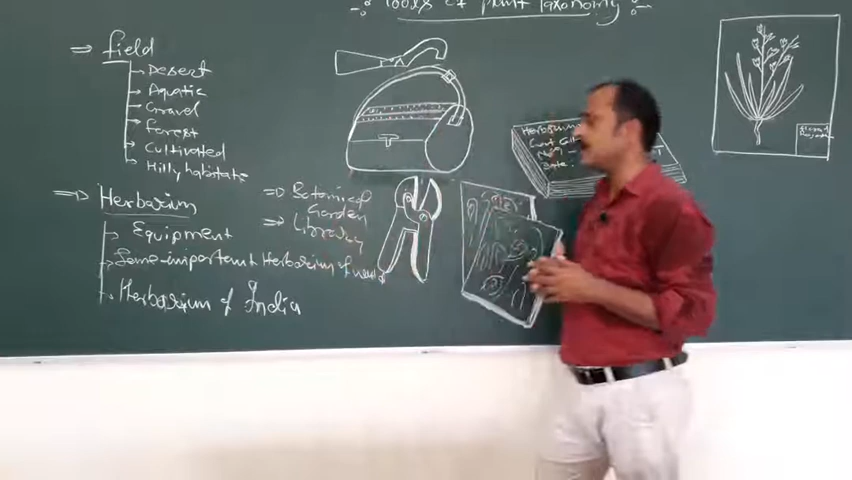 Tools of plant Taxonomy
⇒ field
Desert
Aquatic
Gravel
Forest
Cultivated
Hilly habitats
⇒ Herbarium
Equipment
Some-important Herbarium of world
Herbarium of India
⇒ Botanical
Garden
⇒ Library
Herbarium